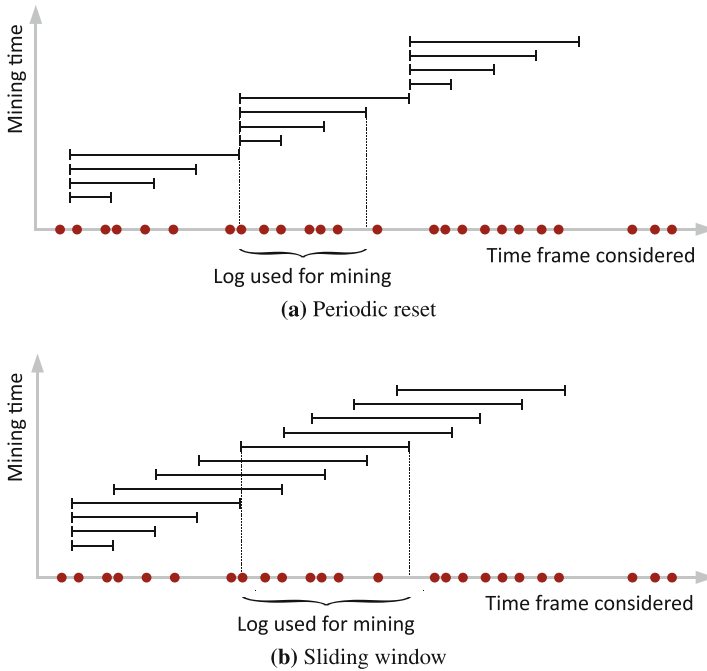 Mining time
Time frame considered
Log used for mining
(a) Periodic reset
Mining time
Time frame considered
Log used for mining
(b) Sliding window